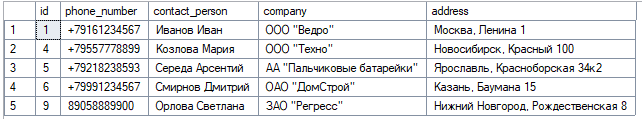 id phone_number contact_person company address
1 1 +79161234567 Иванов Иван ООО "Ведро" Москва, Ленина 1
2 4 +79557778899 Козлова Мария ООО "Техно" Новосибирск, Красный 100
3 5 +79218238593 Середа Арсентий АА "Пальчиковые батарейки" Ярославль, Красноборская 34к2
4 6 +79991234567 Смирнов Дмитрий ОАО "ДомСтрой" Казань, Баумана 15
5 9 89058889900 Орлова Светлана ЗАО "Регресс" Нижний Новгород, Рождественская 8